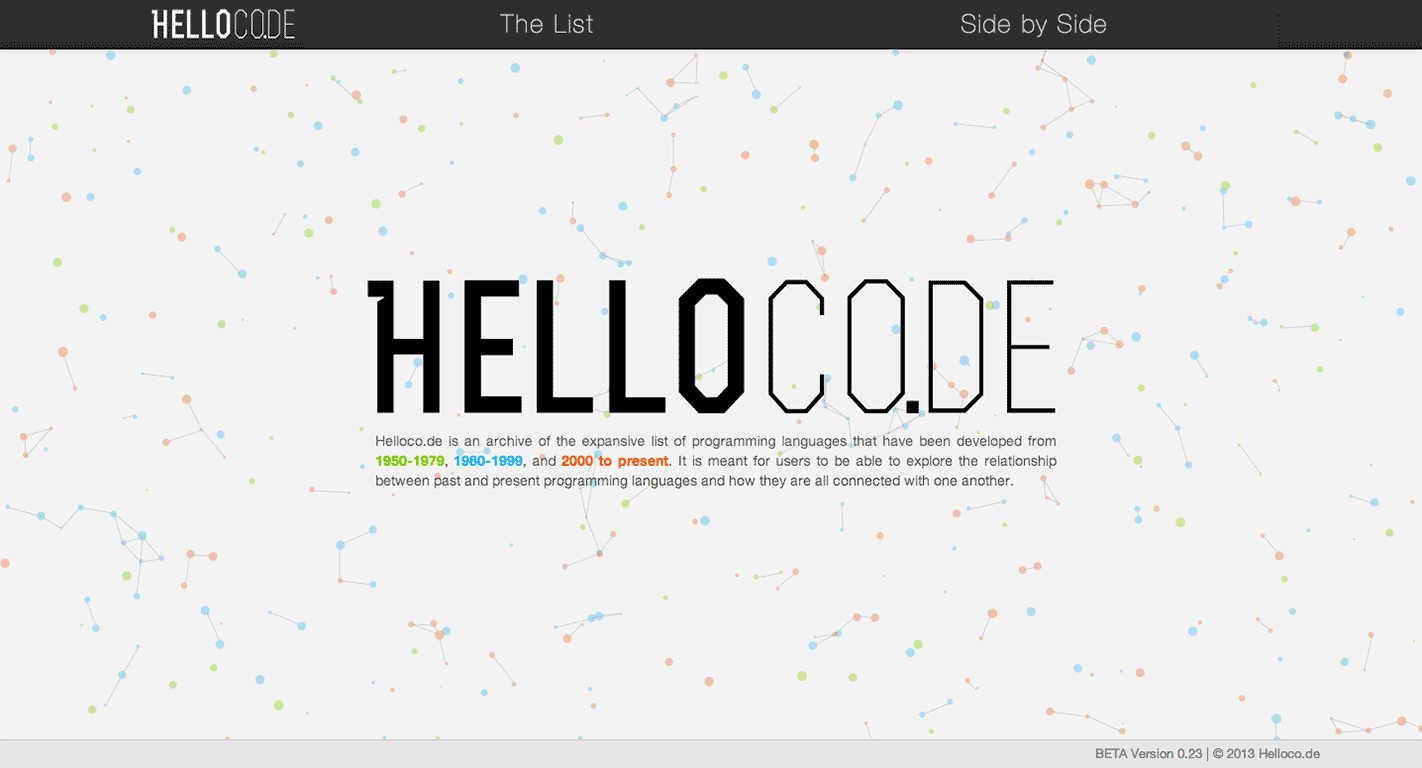 HELLOCO.DE
The List
Side by Side
HELLOCO.DE
Helloco.de is an archive of the expansive list of programming languages that have been developed from
1950-1979, 1980-1999, and 2000 to present. It is meant for users to be able to explore the relationship
between past and present programming languages and how they are all connected with one another.
BETA Version 0.23 | © 2013 Helloco.de